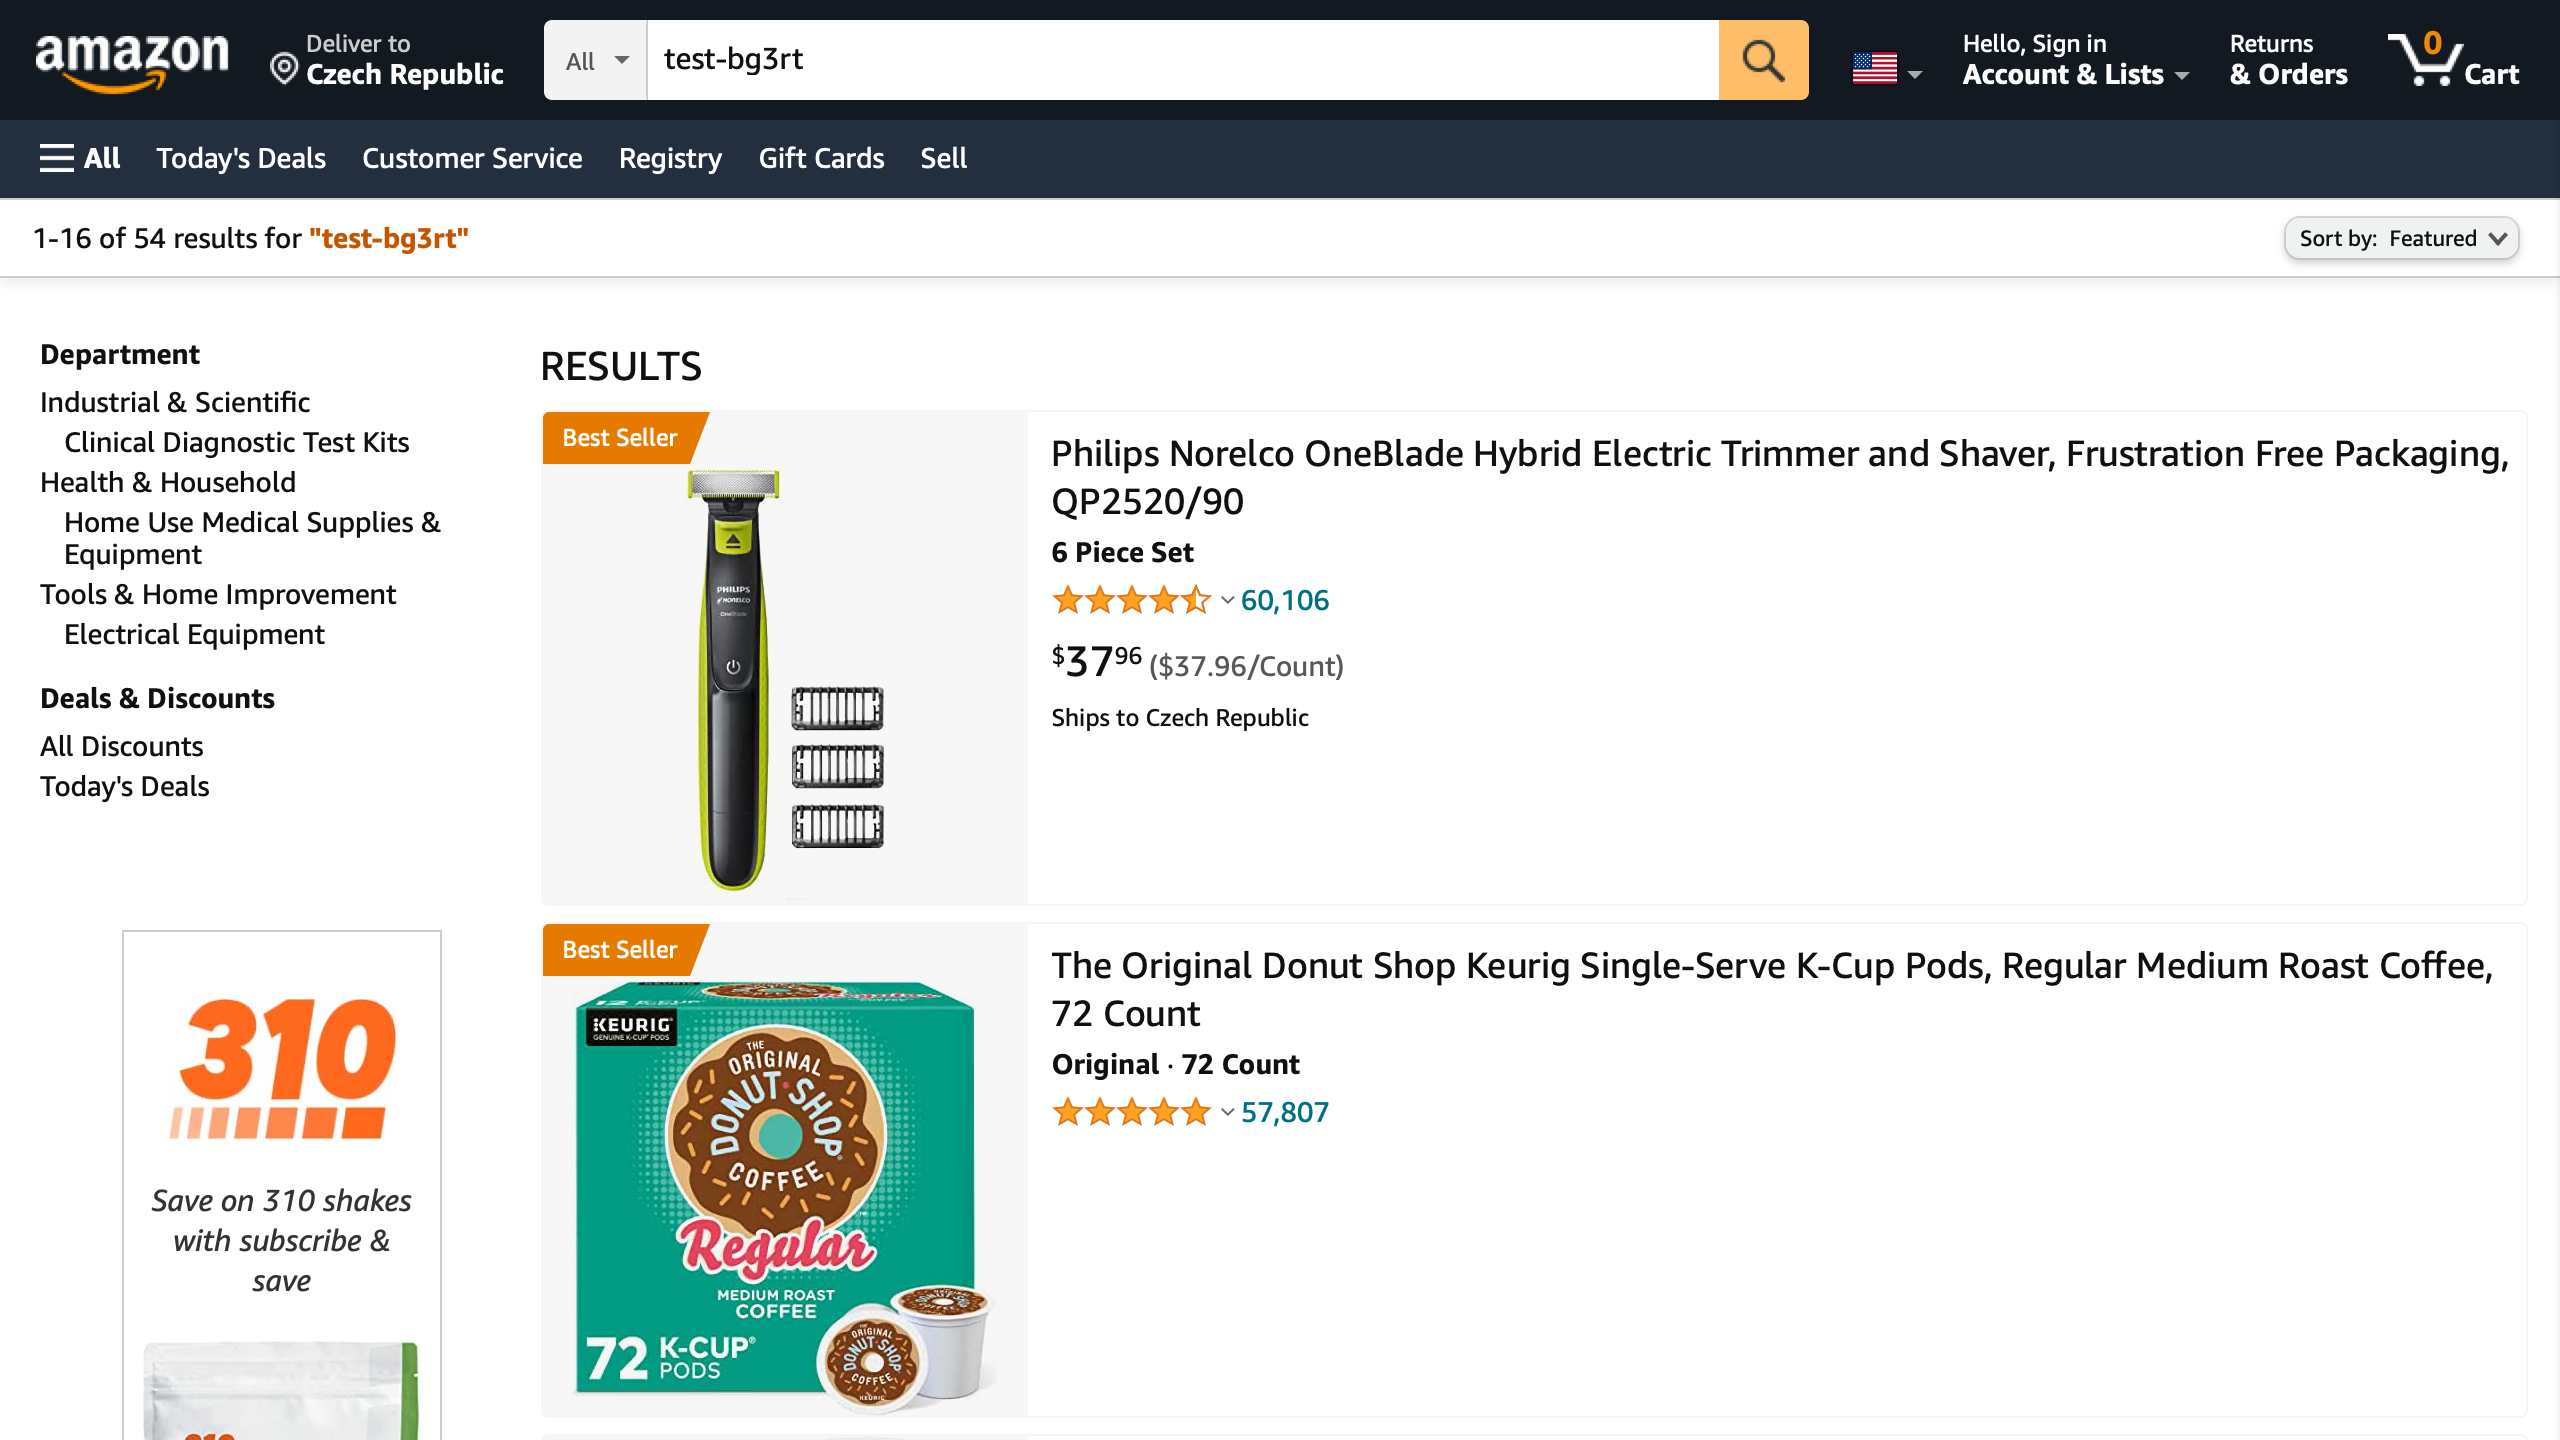 amazon
Deliver to
Czech Republic
All
test-bg3rt
Hello, Sign in
Account & Lists
Returns
& Orders
0
Cart
All
Today's Deals
Customer Service
Registry
Gift Cards
Sell
1-16 of 54 results for "test-bg3rt"
Sort by: Featured
Department
Industrial & Scientific
Clinical Diagnostic Test Kits
Health & Household
Home Use Medical Supplies &
Equipment
Tools & Home Improvement
Electrical Equipment
Deals & Discounts
All Discounts
Today's Deals
310
Save on 310 shakes
with subscribe &
save
RESULTS
Best Seller
PHILIPS
NORELCO
OneBlade
Philips Norelco OneBlade Hybrid Electric Trimmer and Shaver, Frustration Free Packaging,
QP2520/90
6 Piece Set
60,106
$37.96 ($37.96/Count)
Ships to Czech Republic
Best Seller
KEURIG
GENUINE K-CUP PODS
THE
ORIGINAL
DONUT·SHOP
COFFEE
Regular
MEDIUM ROAST
COFFEE
72 K-CUP®
PODS
ORIGINAL
DONUT·SHOP
COFFEE
KEURIG
The Original Donut Shop Keurig Single-Serve K-Cup Pods, Regular Medium Roast Coffee,
72 Count
Original · 72 Count
57,807